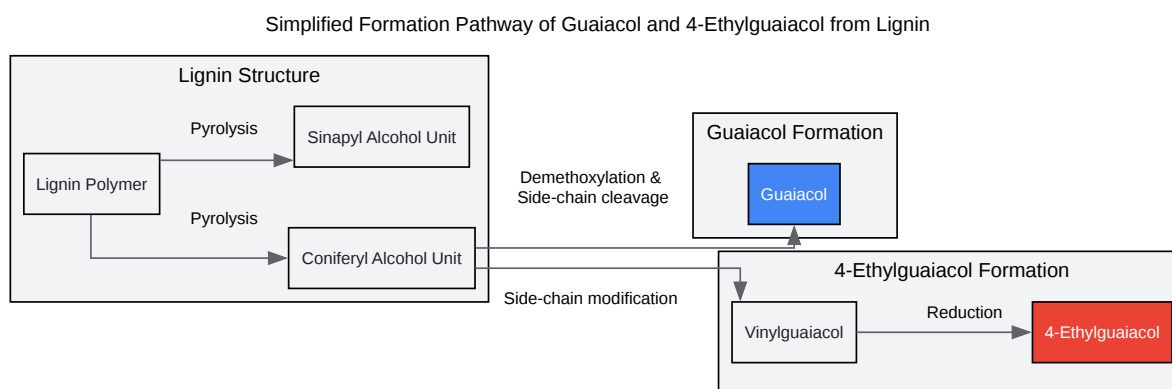 Simplified Formation Pathway of Guaiacol and 4-Ethylguaiacol from Lignin
Lignin Structure
Pyrolysis
Sinapyl Alcohol Unit
Lignin Polymer
Pyrolysis
Coniferyl Alcohol Unit
Demethoxylation &
Side-chain cleavage
Guaiacol Formation
Guaiacol
Side-chain modification
4-Ethylguaiacol Formation
Vinylguaiacol
Reduction
4-Ethylguaiacol